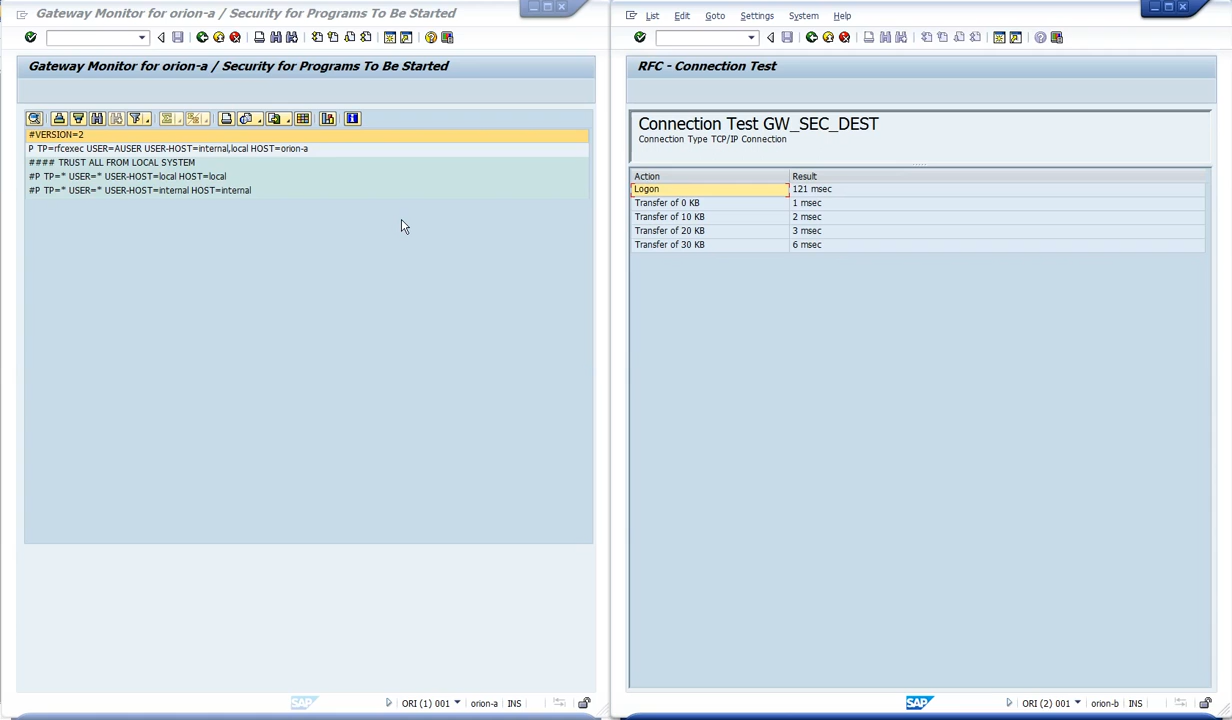 Gateway Monitor for orion-a / Security for Programs To Be Started
Gateway Monitor for orion-a / Security for Programs To Be Started
#VERSION=2
P TP=rfcexec USER=AUSER USER-HOST=internal,local HOST=orion-a
#### TRUST ALL FROM LOCAL SYSTEM
#P TP=* USER=* USER-HOST=local HOST=local
#P TP=* USER=* USER-HOST=internal HOST=internal
SAP
ORI (1) 001 orion-a INS
List Edit Goto Settings System Help
RFC - Connection Test
Connection Test GW_SEC_DEST
Connection Type TCP/IP Connection
Action Result
Logon 121 msec
Transfer of 0 KB 1 msec
Transfer of 10 KB 2 msec
Transfer of 20 KB 3 msec
Transfer of 30 KB 6 msec
SAP
ORI (2) 001 orion-b INS